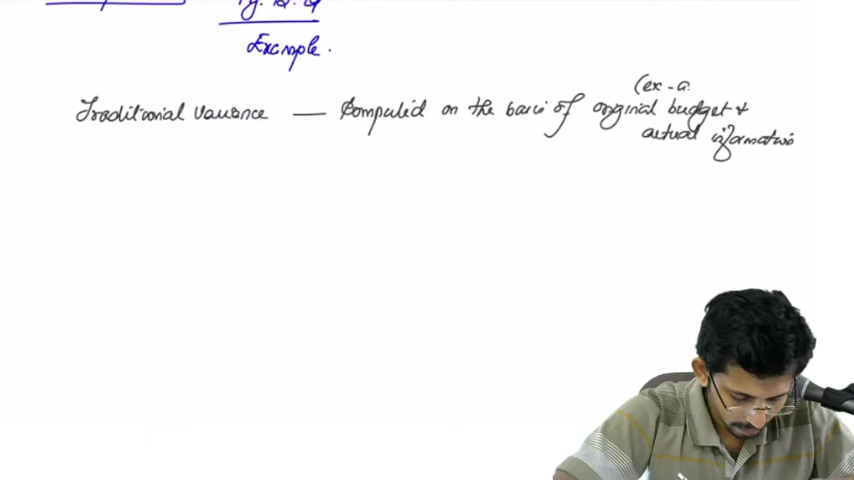 Example.
(ex-a
Traditional Variance — Computed on the basis of original budget &
actual information